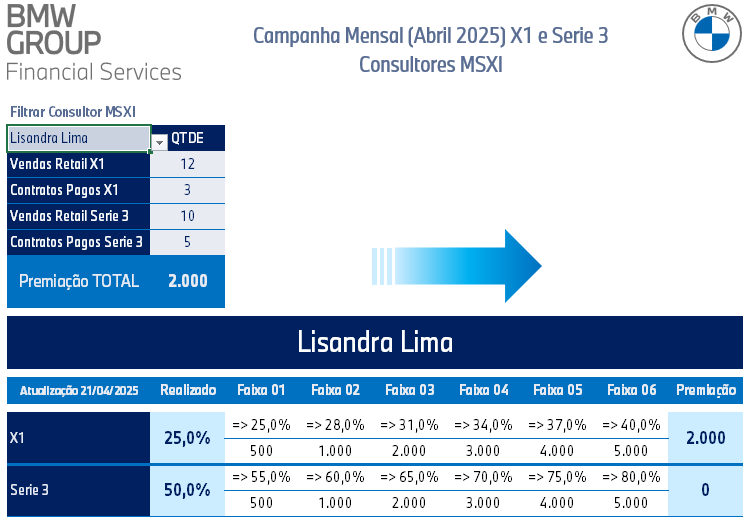 BMW
GROUP
Financial Services
Campanha Mensal (Abril 2025) X1 e Serie 3
Consultores MSXI
BMW
Filtrar Consultor MSXI
Lisandra Lima QTDE
Vendas Retail X1 12
Contratos Pagos X1 3
Vendas Retail Serie 3 10
Contratos Pagos Serie 3 5
Premiação TOTAL 2.000
Lisandra Lima
Atualização 21/04/2025 Realizado Faixa 01 Faixa 02 Faixa 03 Faixa 04 Faixa 05 Faixa 06 Premiação
X1 25,0% => 25,0% => 28,0% => 31,0% => 34,0% => 37,0% => 40,0% 2.000
500 1.000 2.000 3.000 4.000 5.000
Serie 3 50,0% => 55,0% => 60,0% => 65,0% => 70,0% => 75,0% => 80,0% 0
500 1.000 2.000 3.000 4.000 5.000